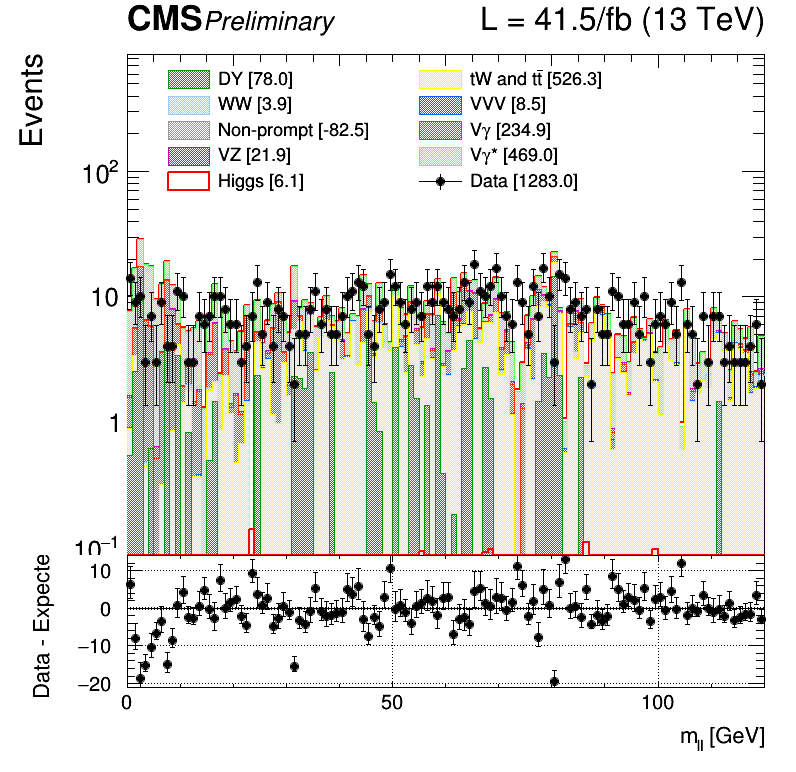 CMS Preliminary L = 41.5/fb (13 TeV)
Events
DY [78.0] tW and tt̄ [526.3]
WW [3.9] VVV [8.5]
Non-prompt [-82.5] Vγ [234.9]
VZ [21.9] Vγ* [469.0]
Higgs [6.1] Data [1283.0]
10²
10
1
10⁻¹
Data - Expecte
10
0
−10
−20
0 50 100
m_ll [GeV]